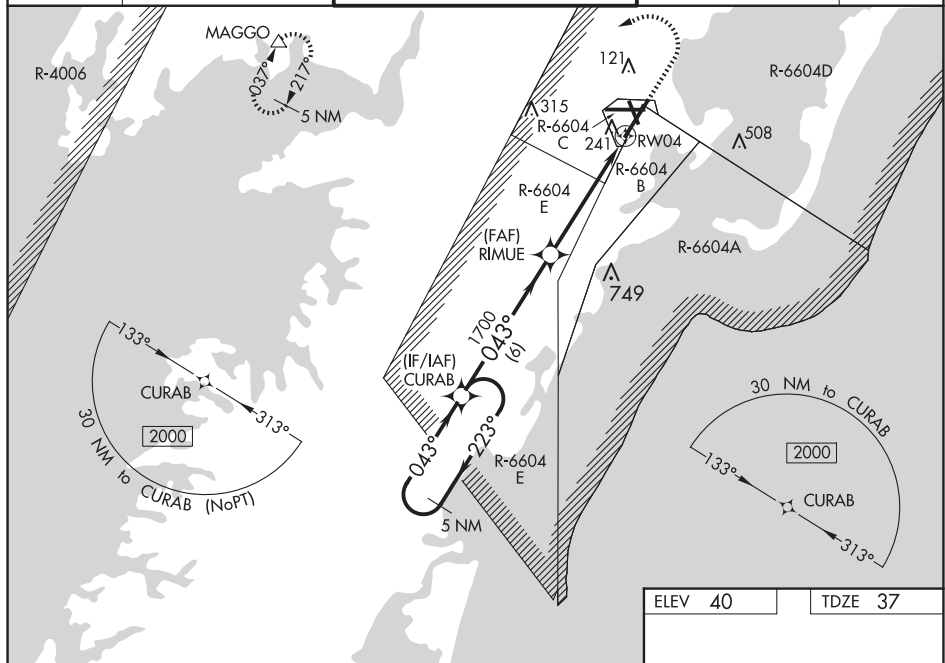 MAGGO
037°
217°
5 NM
R-4006
121
R-6604D
315
R-6604
C
241
RW04
508
R-6604
B
R-6604
E
(FAF)
RIMUE
R-6604A
749
1700
043°
(6)
(IF/IAF)
CURAB
043°
223°
R-6604
E
5 NM
133°
CURAB
313°
2000
30 NM to CURAB (NoPT)
30 NM to CURAB
2000
133°
CURAB
313°
ELEV 40
TDZE 37